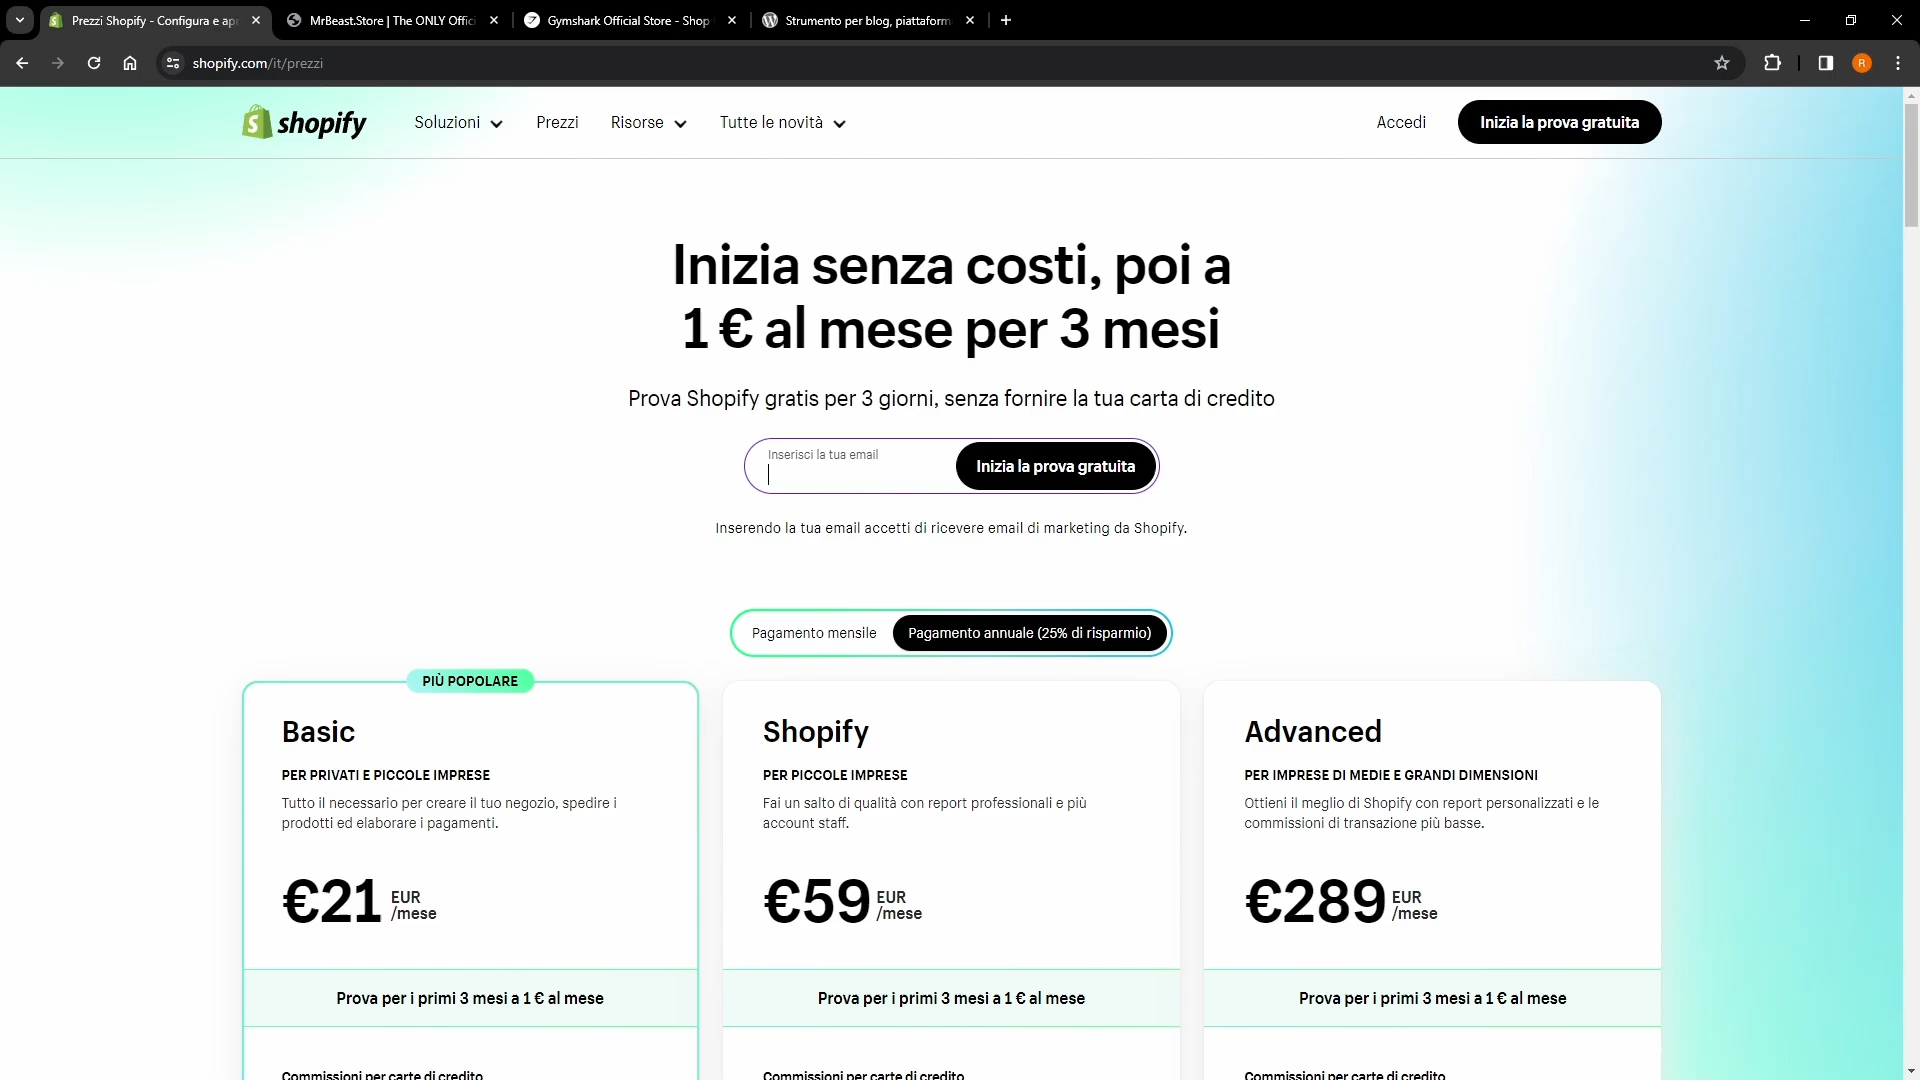 Prezzi Shopify - Configura e ap
MrBeast.Store | The ONLY Offic
Gymshark Official Store - Shop
Strumento per blog, piattaform
shopify.com/it/prezzi
R
shopify
Soluzioni
Prezzi
Risorse
Tutte le novità
Accedi
Inizia la prova gratuita
Inizia senza costi, poi a
1 € al mese per 3 mesi
Prova Shopify gratis per 3 giorni, senza fornire la tua carta di credito
Inserisci la tua email
Inizia la prova gratuita
Inserendo la tua email accetti di ricevere email di marketing da Shopify.
Pagamento mensile
Pagamento annuale (25% di risparmio)
PIÙ POPOLARE
Basic
PER PRIVATI E PICCOLE IMPRESE
Tutto il necessario per creare il tuo negozio, spedire i
prodotti ed elaborare i pagamenti.
€21 EUR
/mese
Prova per i primi 3 mesi a 1 € al mese
Commissioni per carte di credito
Shopify
PER PICCOLE IMPRESE
Fai un salto di qualità con report professionali e più
account staff.
€59 EUR
/mese
Prova per i primi 3 mesi a 1 € al mese
Commissioni per carte di credito
Advanced
PER IMPRESE DI MEDIE E GRANDI DIMENSIONI
Ottieni il meglio di Shopify con report personalizzati e le
commissioni di transazione più basse.
€289 EUR
/mese
Prova per i primi 3 mesi a 1 € al mese
Commissioni per carte di credito